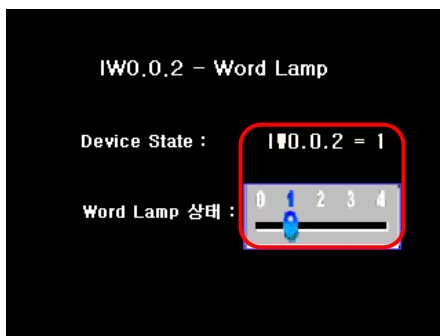 IW0.0.2 - Word Lamp
Device State : IW0.0.2 = 1
Word Lamp 상태 : 0 1 2 3 4